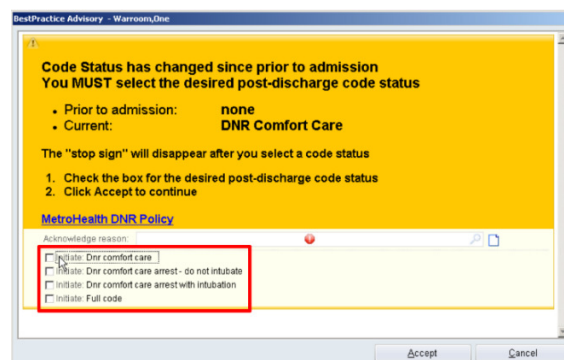 BestPractice Advisory - Warroom,One
Code Status has changed since prior to admission
You MUST select the desired post-discharge code status
• Prior to admission: none
• Current: DNR Comfort Care
The "stop sign" will disappear after you select a code status
1. Check the box for the desired post-discharge code status
2. Click Accept to continue
MetroHealth DNR Policy
Acknowledge reason:
Initiate: Dnr comfort care
Initiate: Dnr comfort care arrest - do not intubate
Initiate: Dnr comfort care arrest with intubation
Initiate: Full code
Accept Cancel